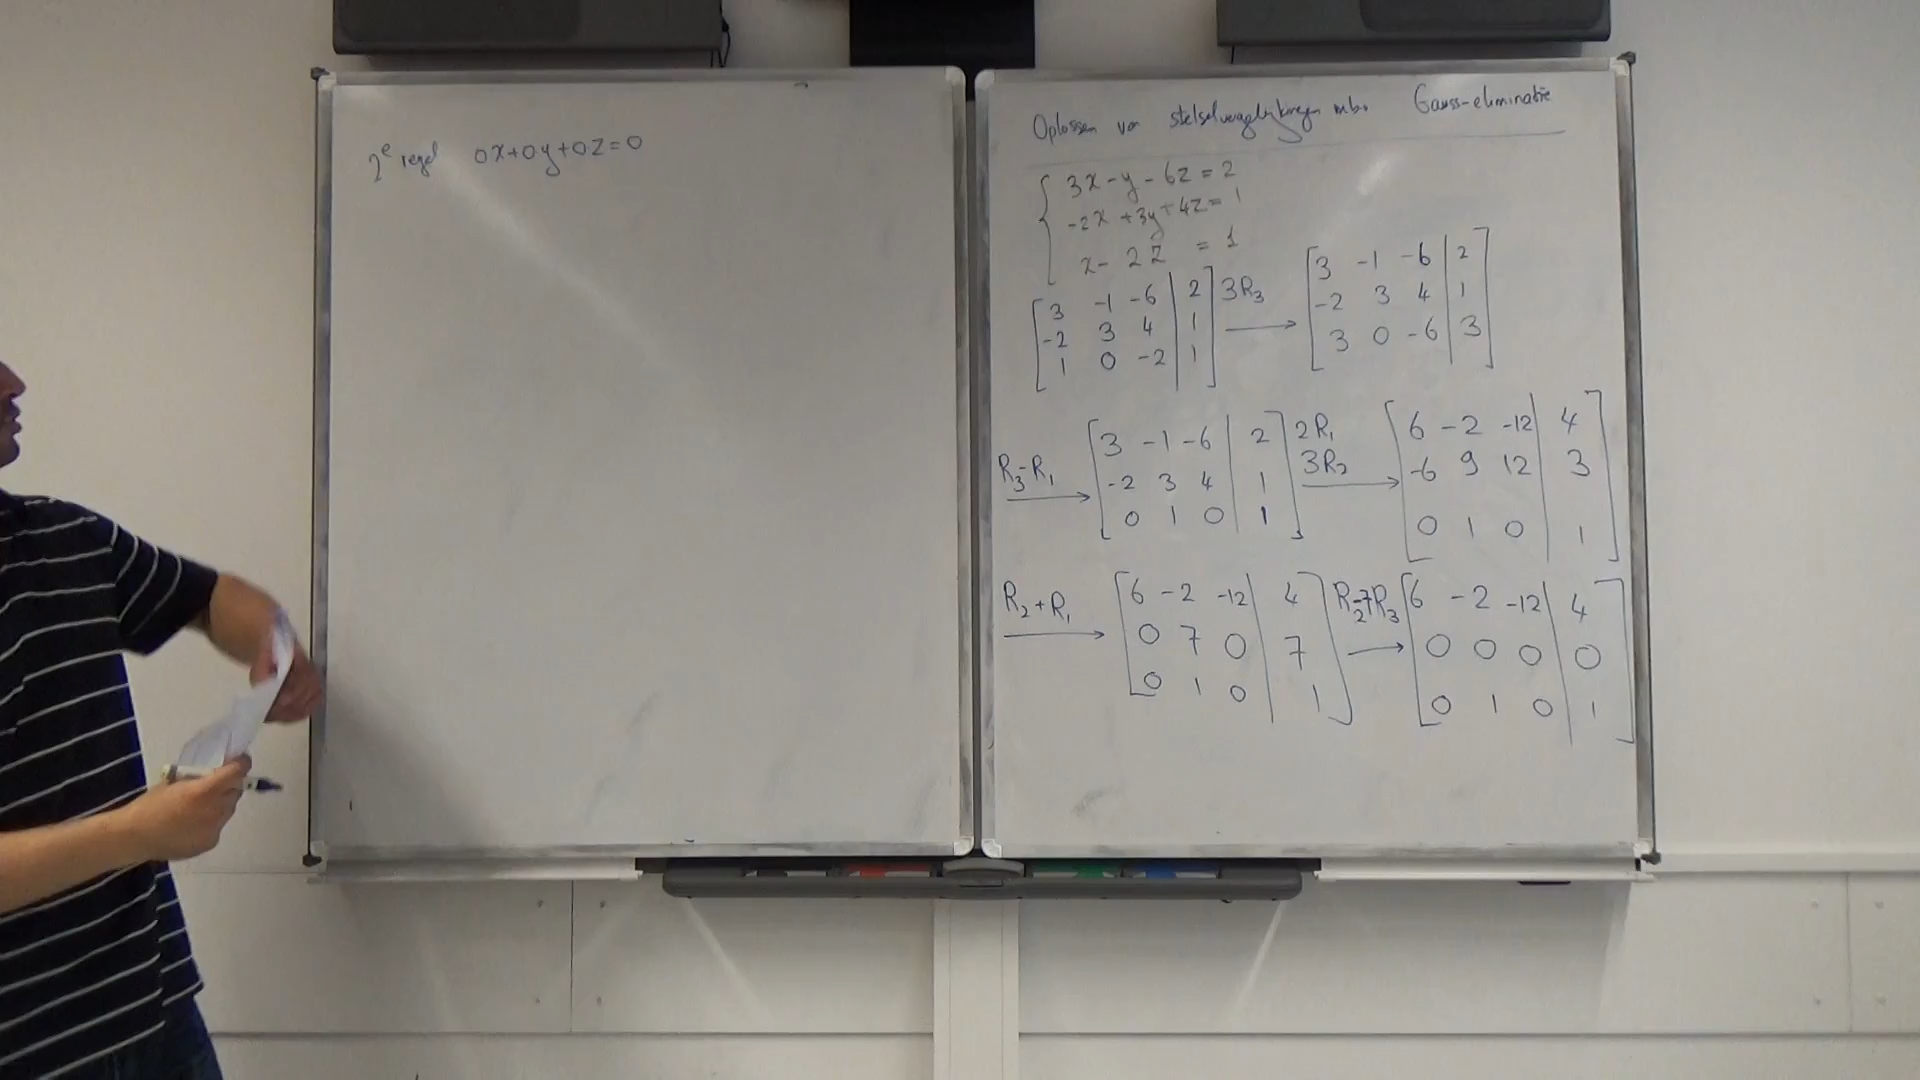 2e regel 0x+0y+0z=0
Oplossen van stelselvergelijkingen mbv Gauss-eliminatie
3x-y-6z=2
-2x+3y+4z=1
x-2z =1
3 -1 -6 | 2
-2 3 4 | 1
1 0 -2 | 1
3R3
3 -1 -6 | 2
-2 3 4 | 1
3 0 -6 | 3
R3-R1
3 -1 -6 | 2
-2 3 4 | 1
0 1 0 | 1
2R1
3R2
6 -2 -12 | 4
-6 9 12 | 3
0 1 0 | 1
R2+R1
6 -2 -12 | 4
0 7 0 | 7
0 1 0 | 1
R2-7R3
6 -2 -12 | 4
0 0 0 | 0
0 1 0 | 1